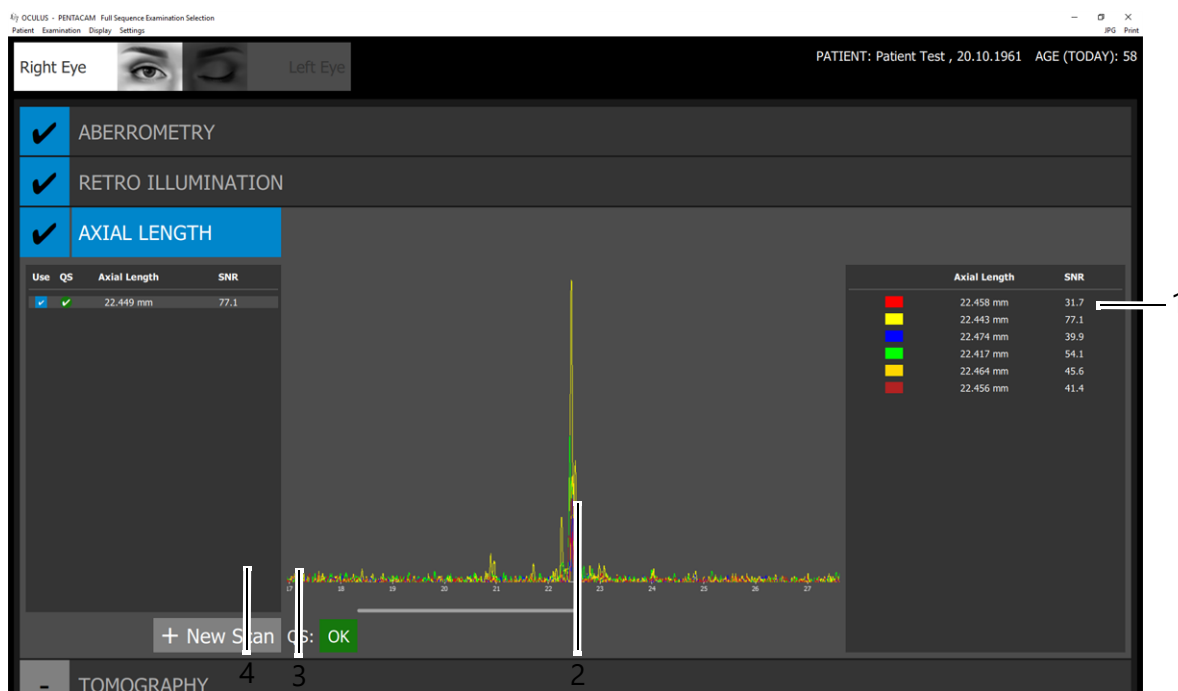 OCULUS - PENTACAM Full Sequence Examination Selection
Patient Examination Display Settings
JPG Print
Right Eye
Left Eye
PATIENT: Patient Test , 20.10.1961 AGE (TODAY): 58
ABERROMETRY
RETRO ILLUMINATION
AXIAL LENGTH
Use QS Axial Length SNR
22.449 mm 77.1
Axial Length SNR
22.458 mm 31.7
22.443 mm 77.1
22.474 mm 39.9
22.417 mm 54.1
22.464 mm 45.6
22.456 mm 41.4
1
17 18 19 20 21 22 23 24 25 26 27
+ New Scan QS: OK
4 3 2
- TOMOGRAPHY